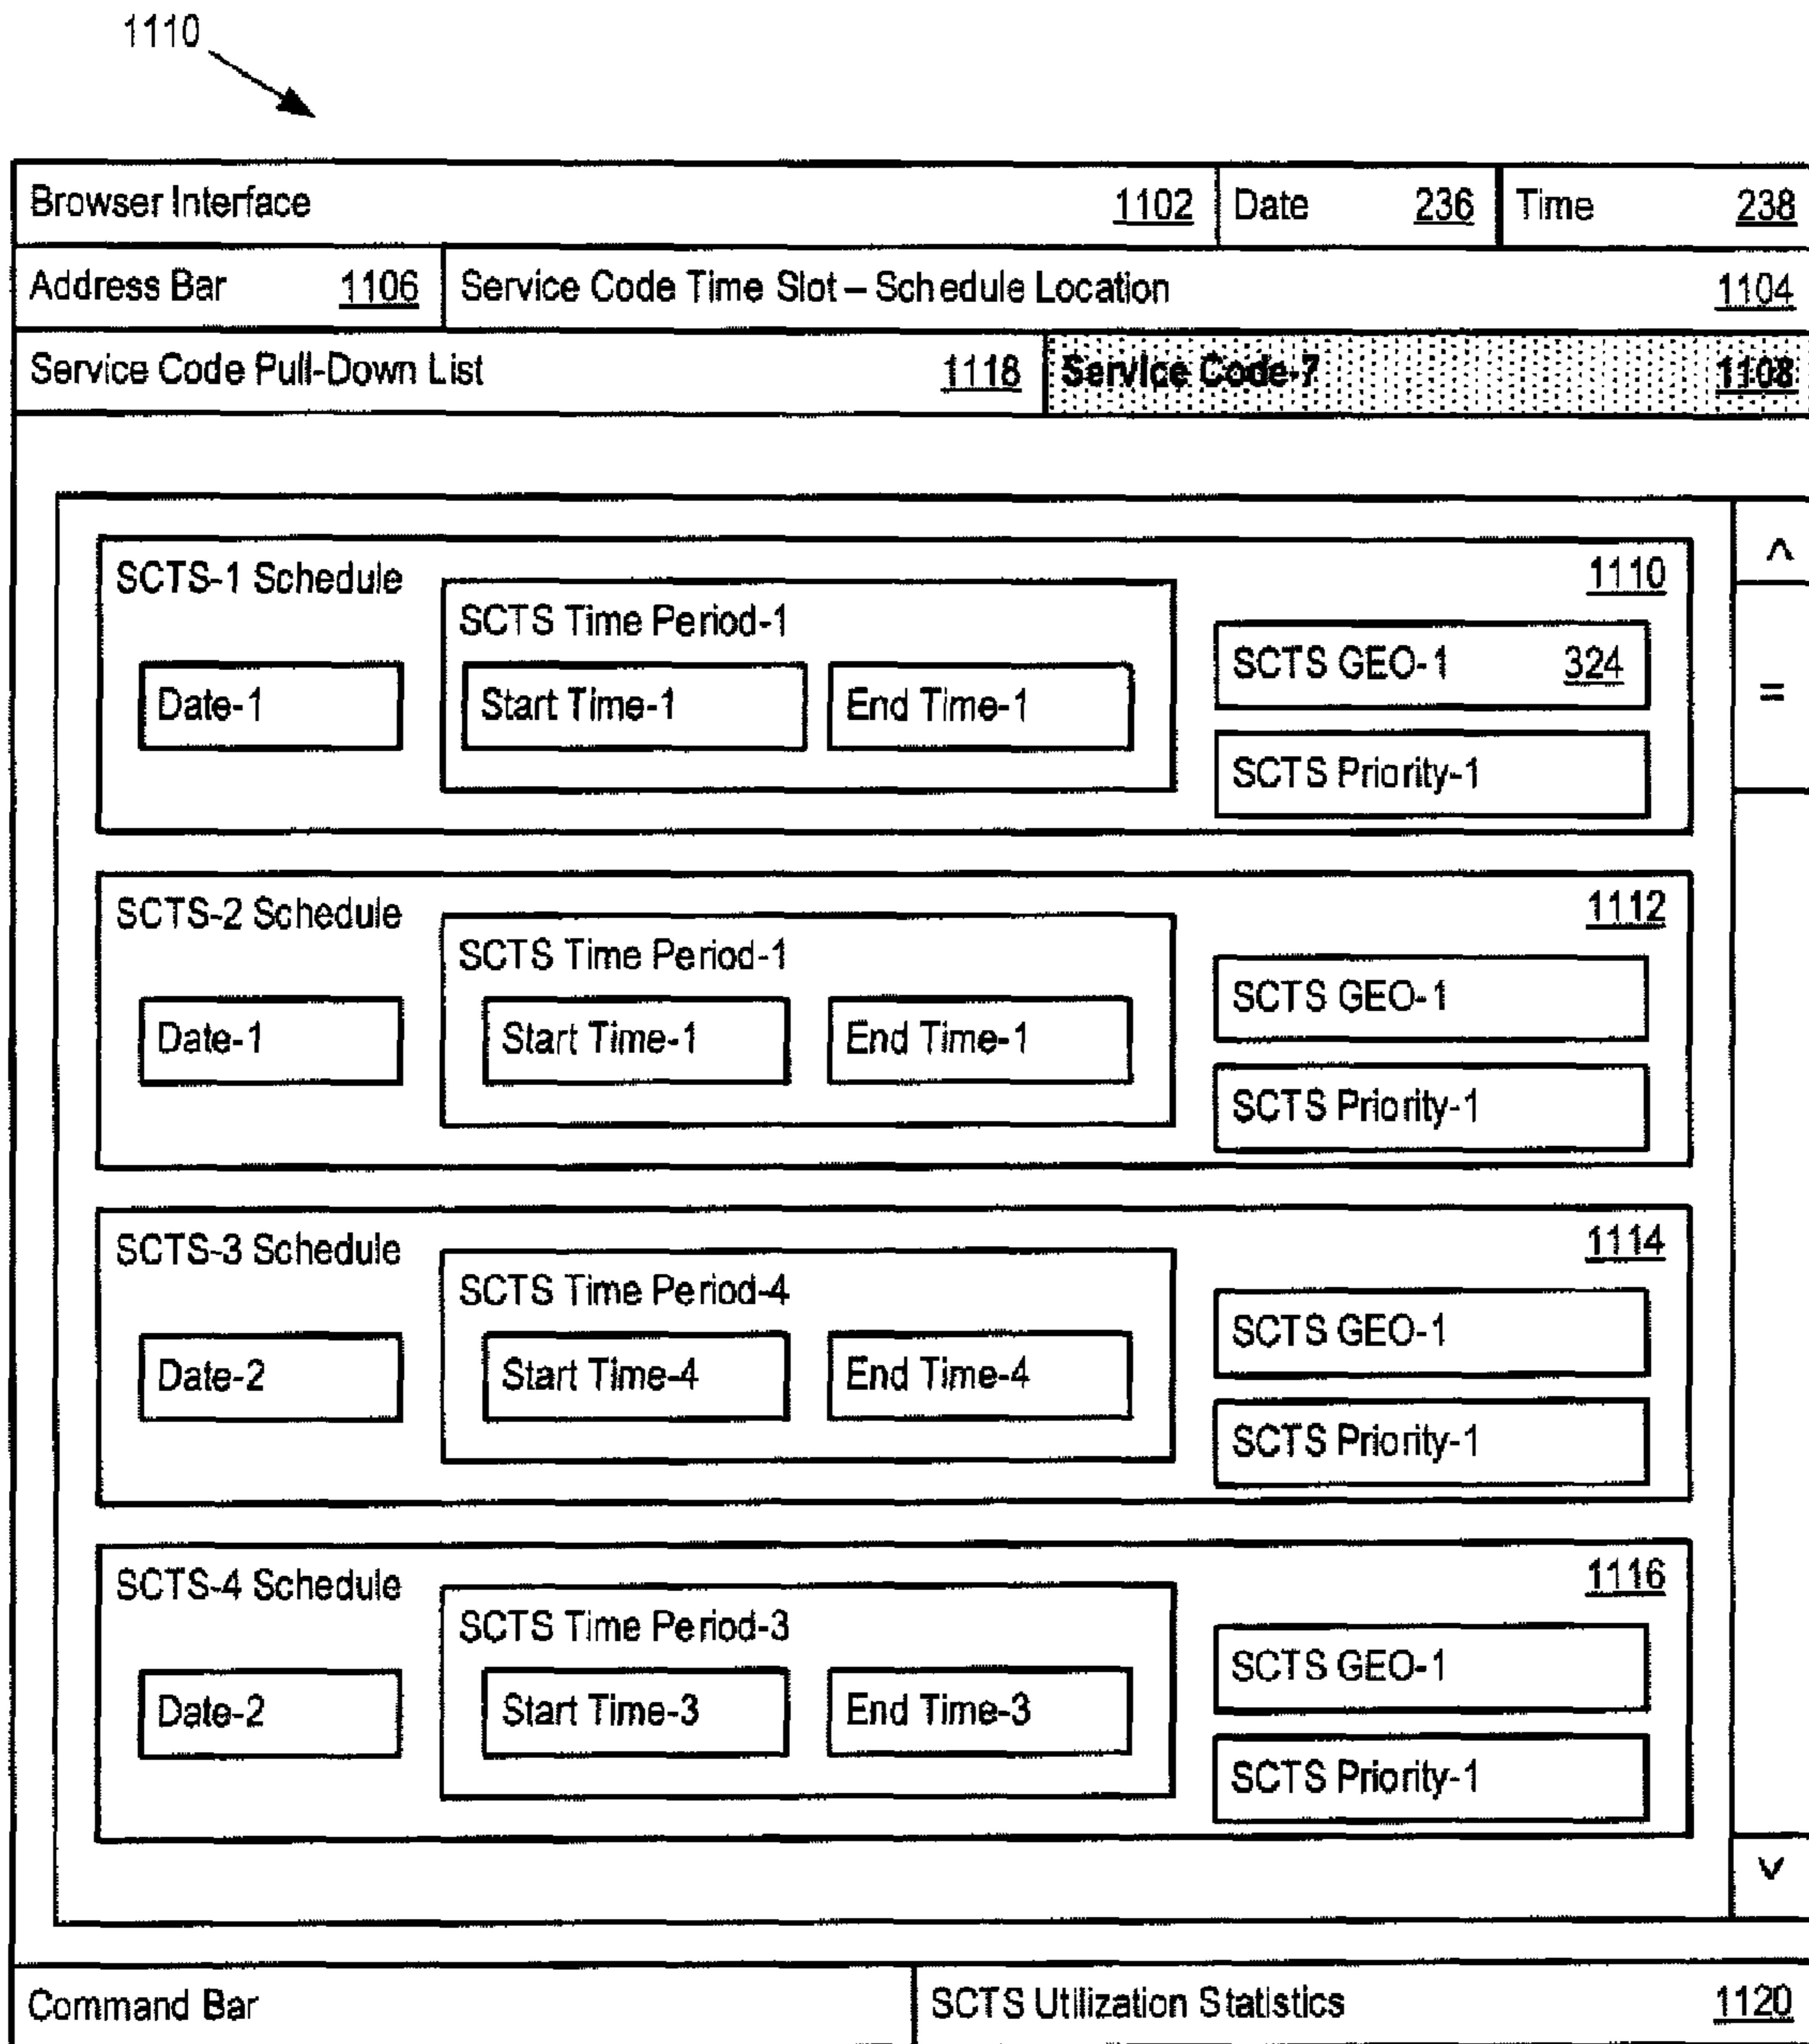 1110
Browser Interface 1102 Date 236 Time 238
Address Bar 1106 Service Code Time Slot – Schedule Location 1104
Service Code Pull-Down List 1118 Service Code-7 1108
SCTS-1 Schedule 1110
SCTS Time Period-1
Date-1 Start Time-1 End Time-1
SCTS GEO-1 324
SCTS Priority-1
^
=
SCTS-2 Schedule 1112
SCTS Time Period-1
Date-1 Start Time-1 End Time-1
SCTS GEO-1
SCTS Priority-1
SCTS-3 Schedule 1114
SCTS Time Period-4
Date-2 Start Time-4 End Time-4
SCTS GEO-1
SCTS Priority-1
SCTS-4 Schedule 1116
SCTS Time Period-3
Date-2 Start Time-3 End Time-3
SCTS GEO-1
SCTS Priority-1
v
Command Bar SCTS Utilization Statistics 1120